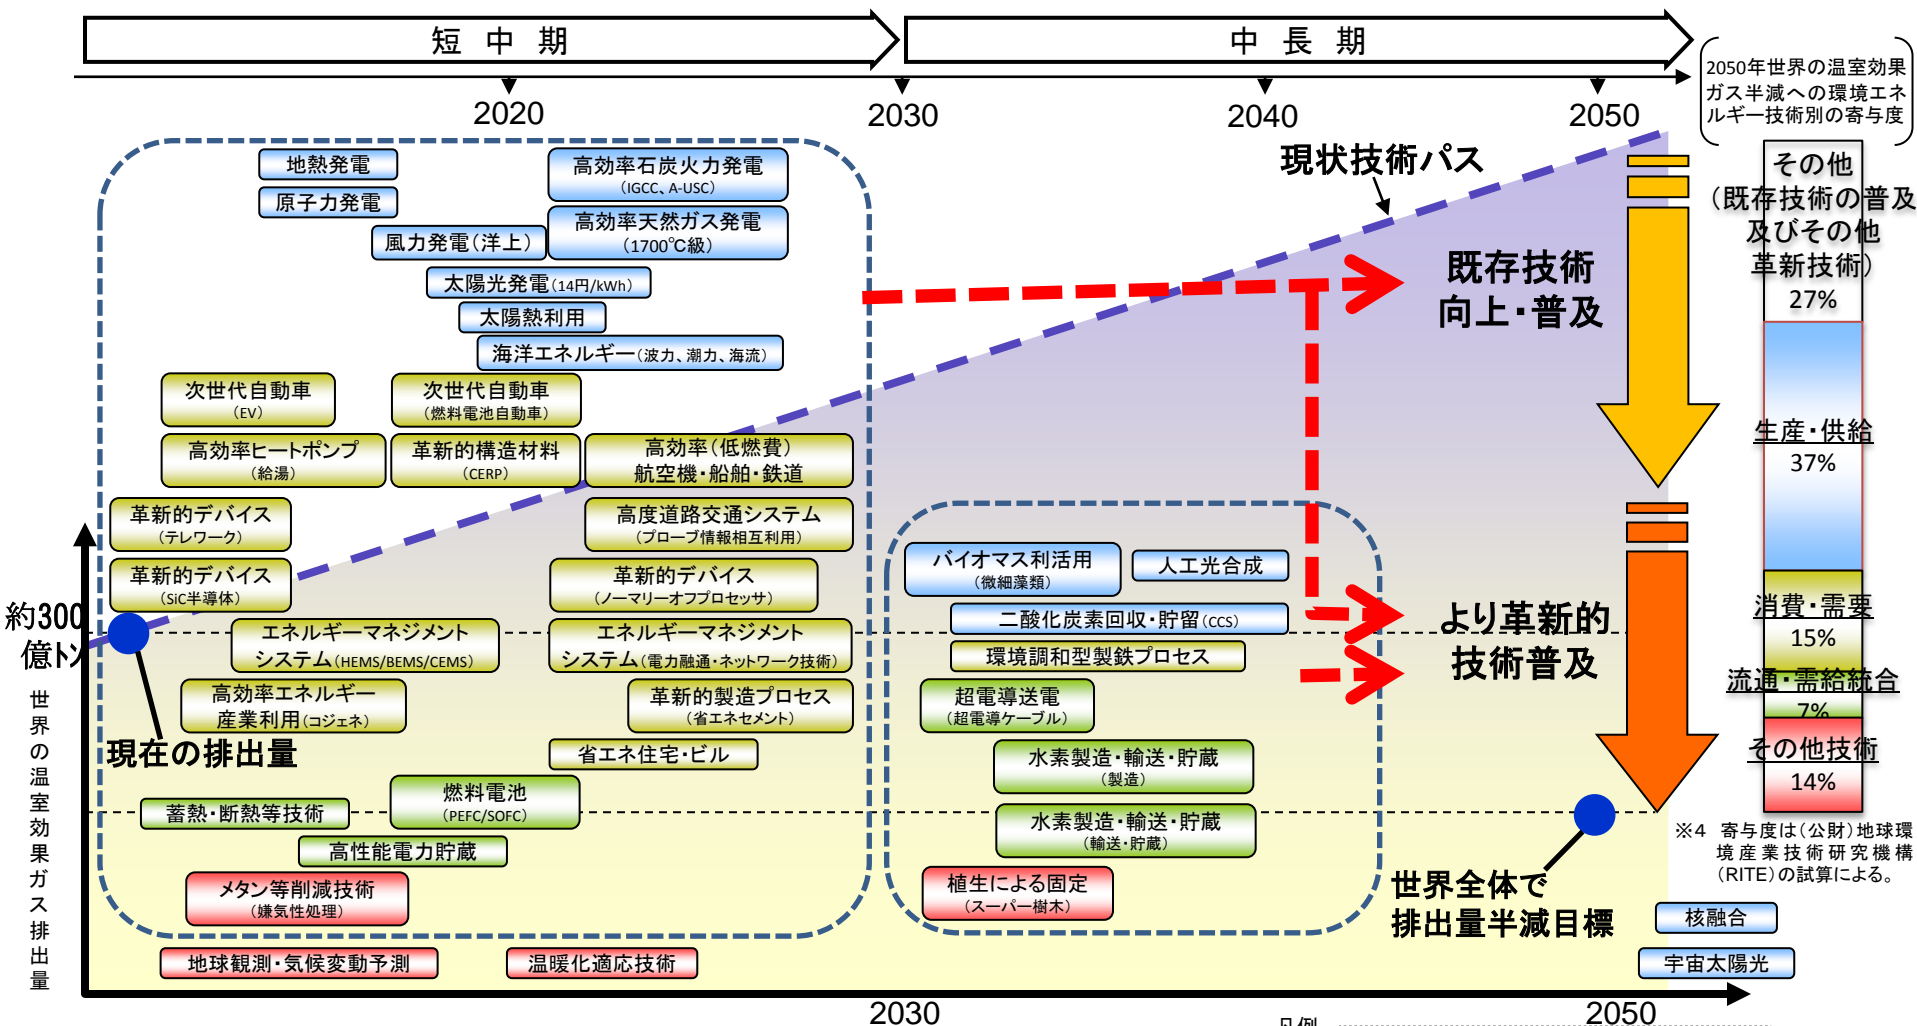 短中期
中長期
2020
2030
2040
2050
2050年世界の温室効果
ガス半減への環境エネ
ルギー技術別の寄与度
地熱発電
原子力発電
風力発電(洋上)
高効率石炭火力発電
(IGCC、A-USC)
高効率天然ガス発電
(1700℃級)
太陽光発電(14円/kWh)
太陽熱利用
海洋エネルギー(波力、潮力、海流)
次世代自動車
(EV)
次世代自動車
(燃料電池自動車)
高効率ヒートポンプ
(給湯)
革新的構造材料
(CERP)
高効率(低燃費)
航空機・船舶・鉄道
革新的デバイス
(テレワーク)
高度道路交通システム
(プローブ情報相互利用)
革新的デバイス
(SiC半導体)
革新的デバイス
(ノーマリーオフプロセッサ)
エネルギーマネジメント
システム(HEMS/BEMS/CEMS)
エネルギーマネジメント
システム(電力融通・ネットワーク技術)
高効率エネルギー
産業利用(コジェネ)
革新的製造プロセス
(省エネセメント)
省エネ住宅・ビル
蓄熱・断熱等技術
燃料電池
(PEFC/SOFC)
高性能電力貯蔵
メタン等削減技術
(嫌気性処理)
地球観測・気候変動予測
温暖化適応技術
約300
億トン
世界の温室効果ガス排出量
現在の排出量
現状技術パス
既存技術
向上・普及
バイオマス利活用
(微細藻類)
人工光合成
二酸化炭素回収・貯留(CCS)
環境調和型製鉄プロセス
超電導送電
(超電導ケーブル)
水素製造・輸送・貯蔵
(製造)
水素製造・輸送・貯蔵
(輸送・貯蔵)
植生による固定
(スーパー樹木)
より革新的
技術普及
世界全体で
排出量半減目標
核融合
宇宙太陽光
その他
(既存技術の普及
及びその他
革新技術)
27%
生産・供給
37%
消費・需要
15%
流通・需給統合
7%
その他技術
14%
※4 寄与度は(公財)地球環
境産業技術研究機構
(RITE)の試算による。
2030
2050
凡例